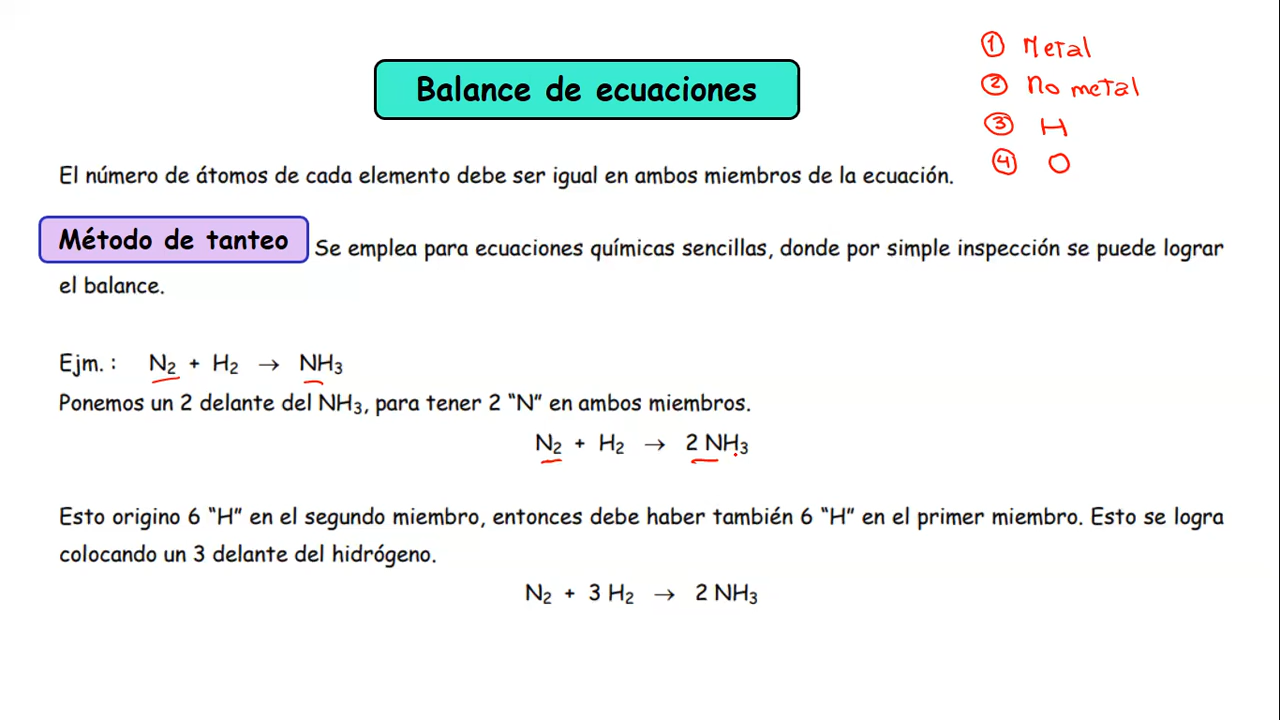 ① Metal
Balance de ecuaciones
② No metal
③ H
④ O
El número de átomos de cada elemento debe ser igual en ambos miembros de la ecuación.
Método de tanteo Se emplea para ecuaciones químicas sencillas, donde por simple inspección se puede lograr
el balance.
Ejm. : N₂ + H₂ → NH₃
Ponemos un 2 delante del NH₃, para tener 2 “N” en ambos miembros.
N₂ + H₂ → 2 NH₃
Esto origino 6 “H” en el segundo miembro, entonces debe haber también 6 “H” en el primer miembro. Esto se logra
colocando un 3 delante del hidrógeno.
N₂ + 3 H₂ → 2 NH₃